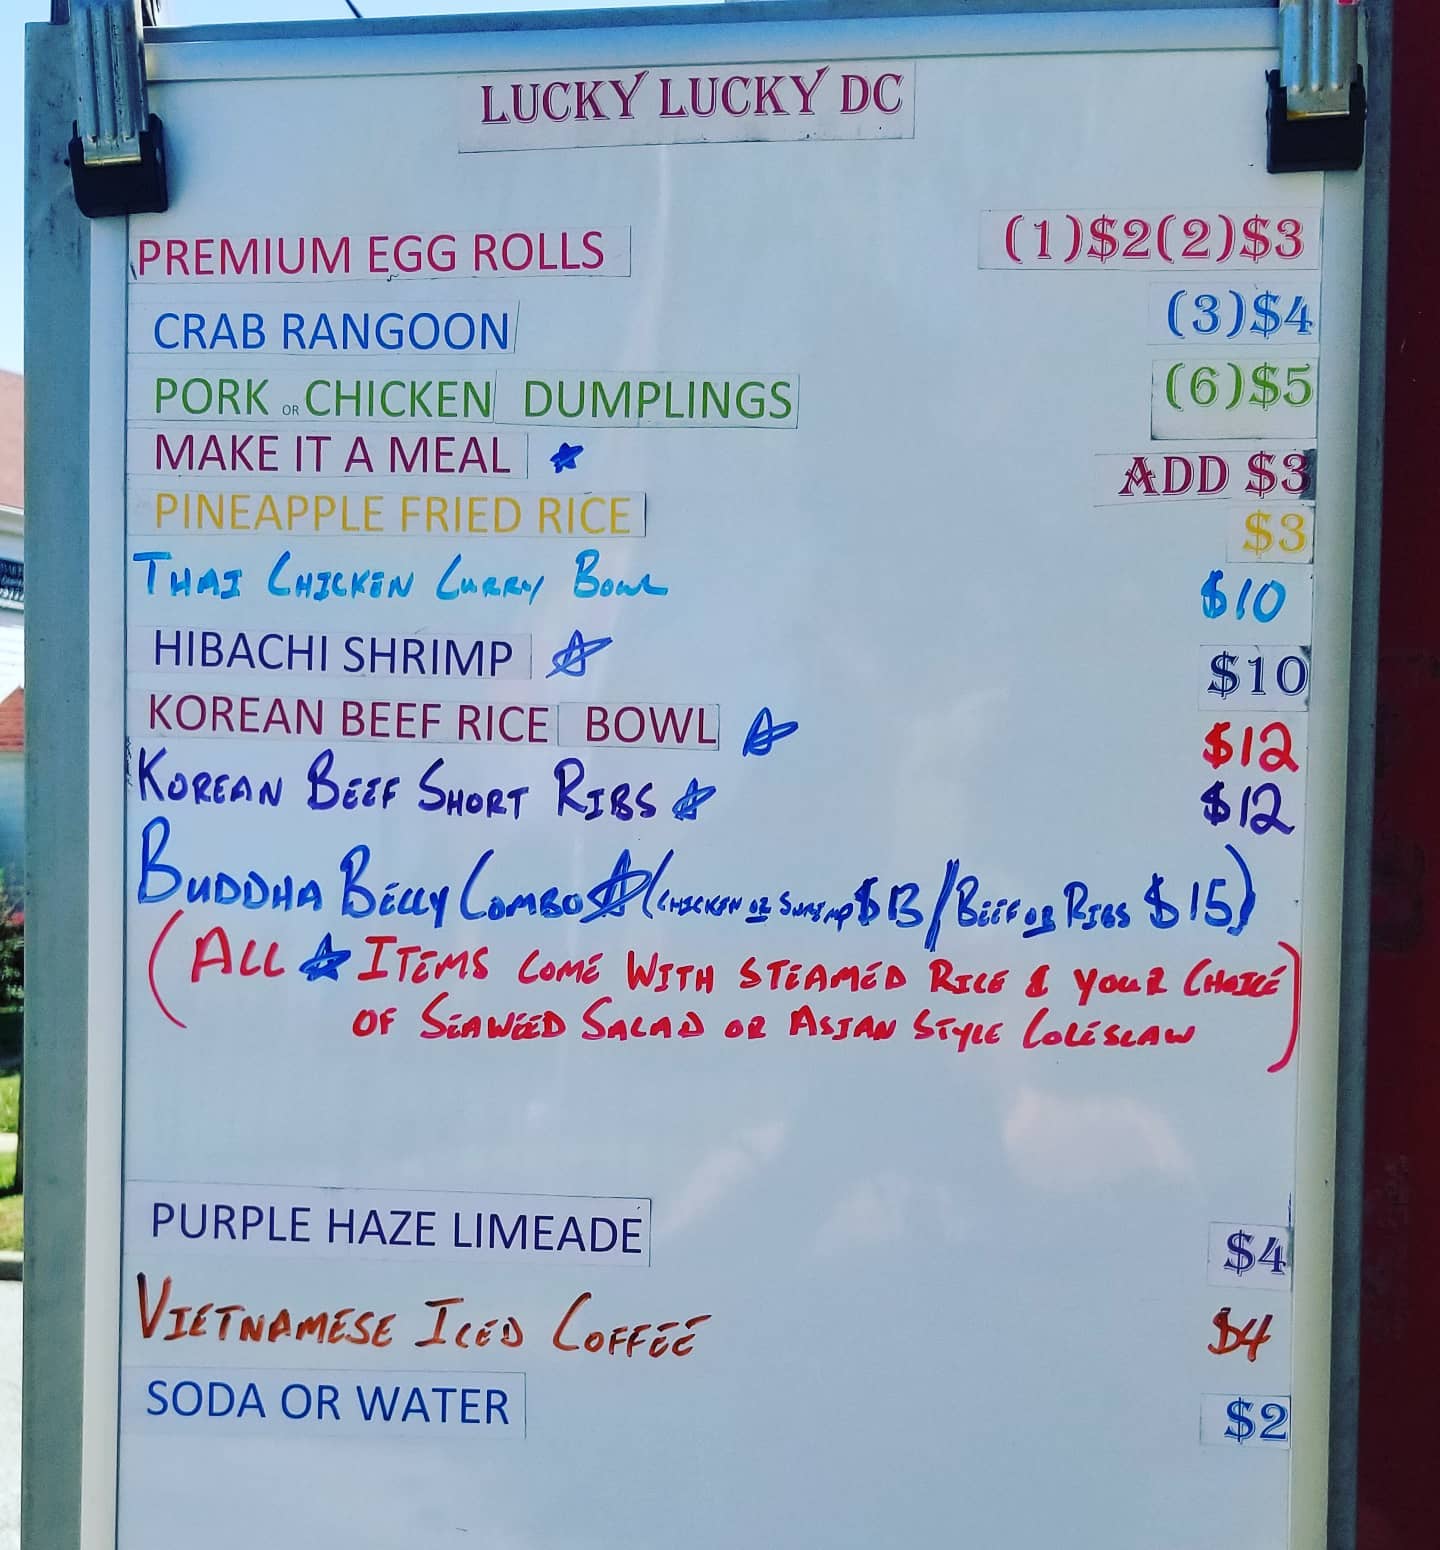 LUCKY LUCKY DC
PREMIUM EGG ROLLS (1)$2(2)$3
CRAB RANGOON (3)$4
PORK OR CHICKEN DUMPLINGS (6)$5
MAKE IT A MEAL ADD $3
PINEAPPLE FRIED RICE $3
THAI CHICKEN CURRY BOWL $10
HIBACHI SHRIMP $10
KOREAN BEEF RICE BOWL $12
KOREAN BEEF SHORT RIBS $12
BUDDHA BELLY COMBO (CHICKEN OR SHRIMP $13/BEEF OR RIBS $15)
(ALL ITEMS COME WITH STEAMED RICE & YOUR CHOICE
OF SEAWEED SALAD OR ASIAN STYLE COLESLAW)
PURPLE HAZE LIMEADE $4
VIETNAMESE ICED COFFEE $4
SODA OR WATER $2